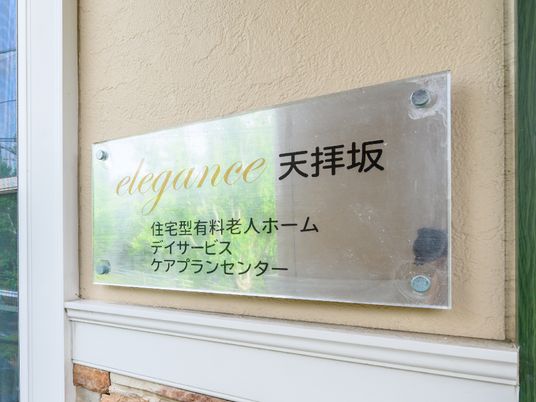 elegance 天拝坂
住宅型有料老人ホーム
デイサービス
ケアプランセンター